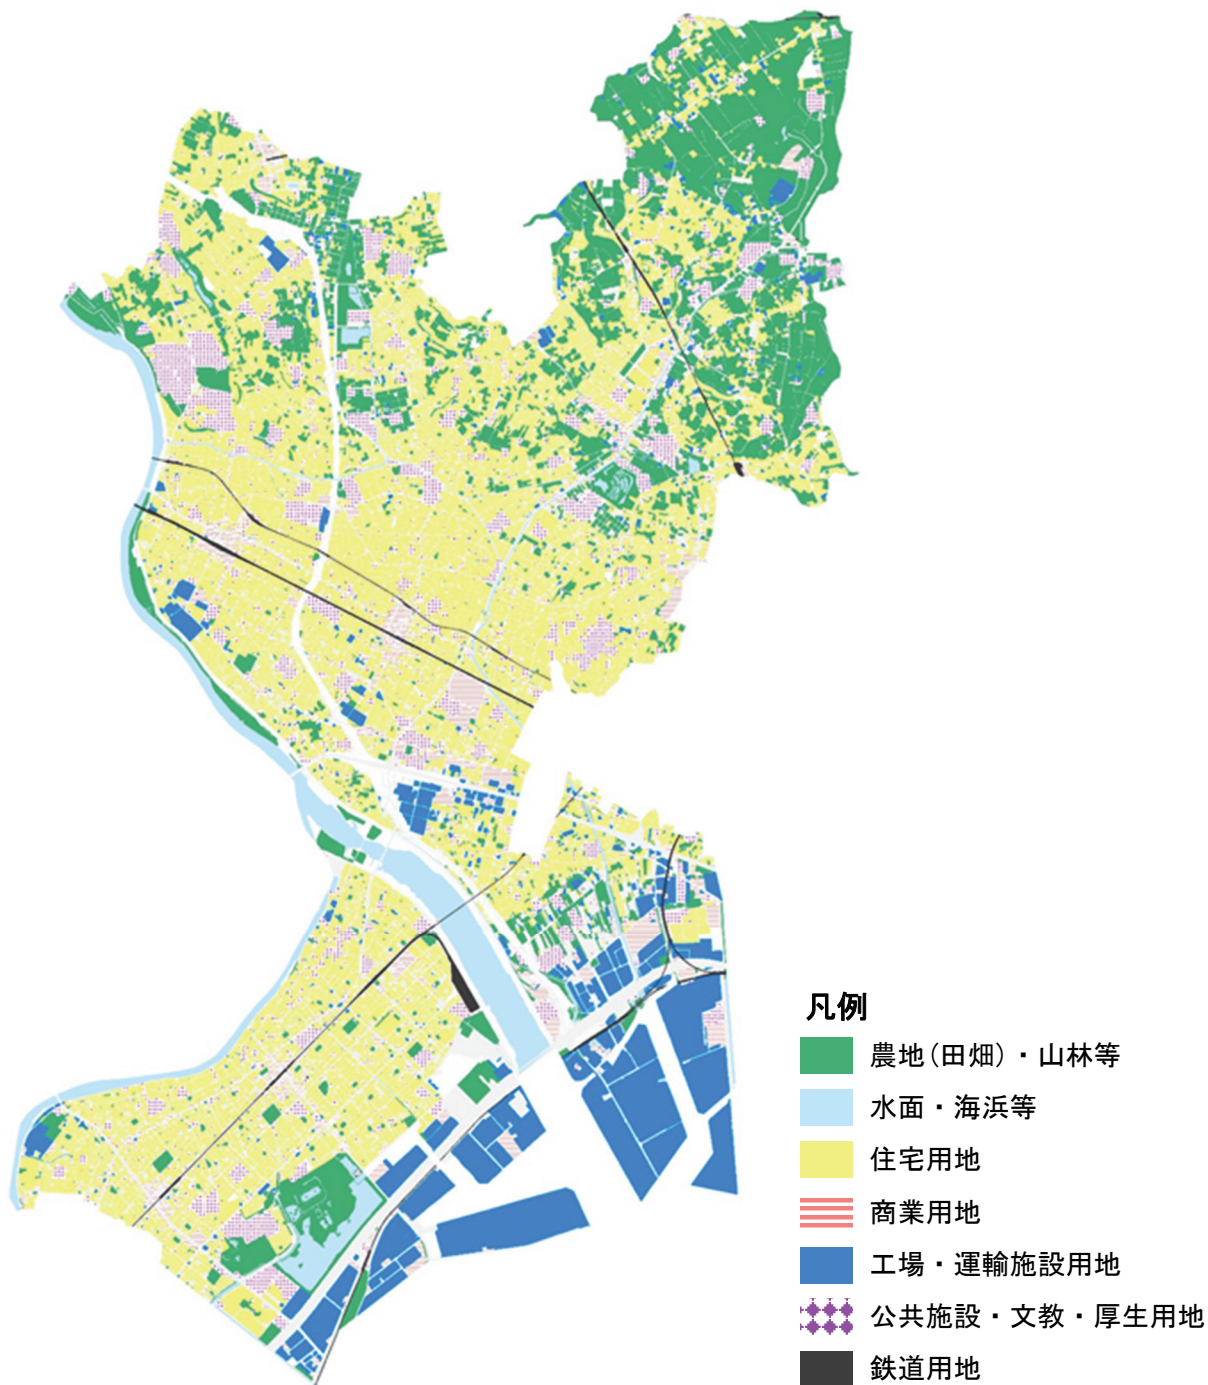 凡例
農地(田畑)・山林等
水面・海浜等
住宅用地
商業用地
工場・運輸施設用地
公共施設・文教・厚生用地
鉄道用地